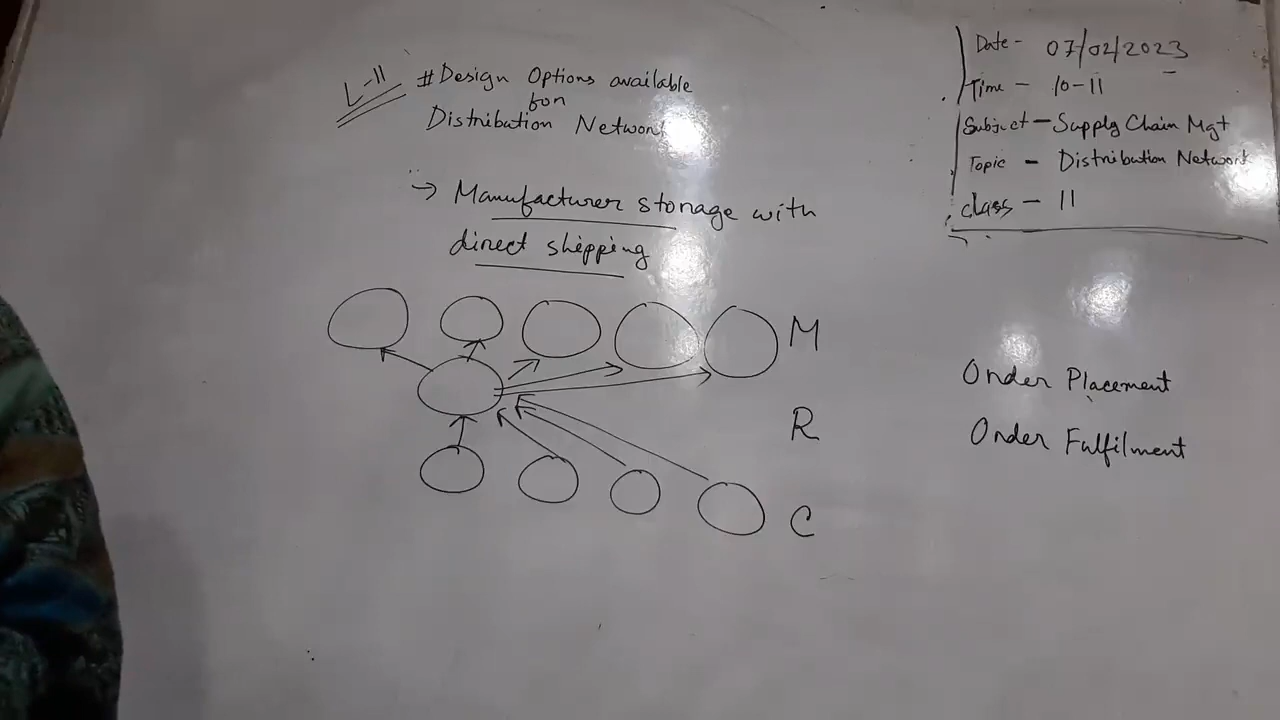 L-11
# Design Options available
for
Distribution Network
→ Manufacturer storage with
direct shipping
M
R
C
Date- 07/02/2023
Time - 10-11
Subject - Supply Chain Mgt
Topic - Distribution Network
class - 11
Order Placement
Order Fulfilment